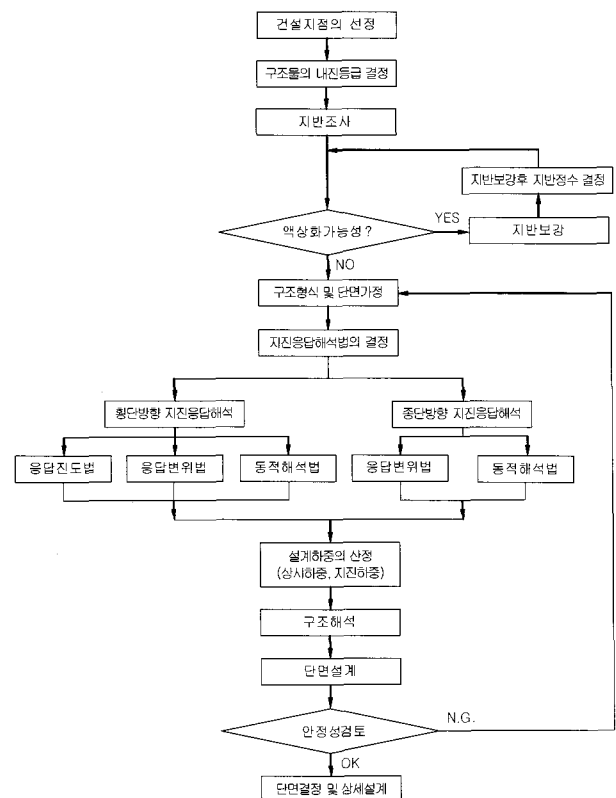 건설지점의 선정
구조물의 내진등급 결정
지반조사
지반보강후 지반정수 결정
액상화가능성?
YES
지반보강
NO
구조형식 및 단면가정
지진응답해석법의 결정
횡단방향 지진응답해석
종단방향 지진응답해석
응답진도법
응답변위법
동적해석법
응답변위법
동적해석법
설계하중의 산정
(상시하중, 지진하중)
구조해석
단면설계
안정성검토
N.G.
OK
단면결정 및 상세설계